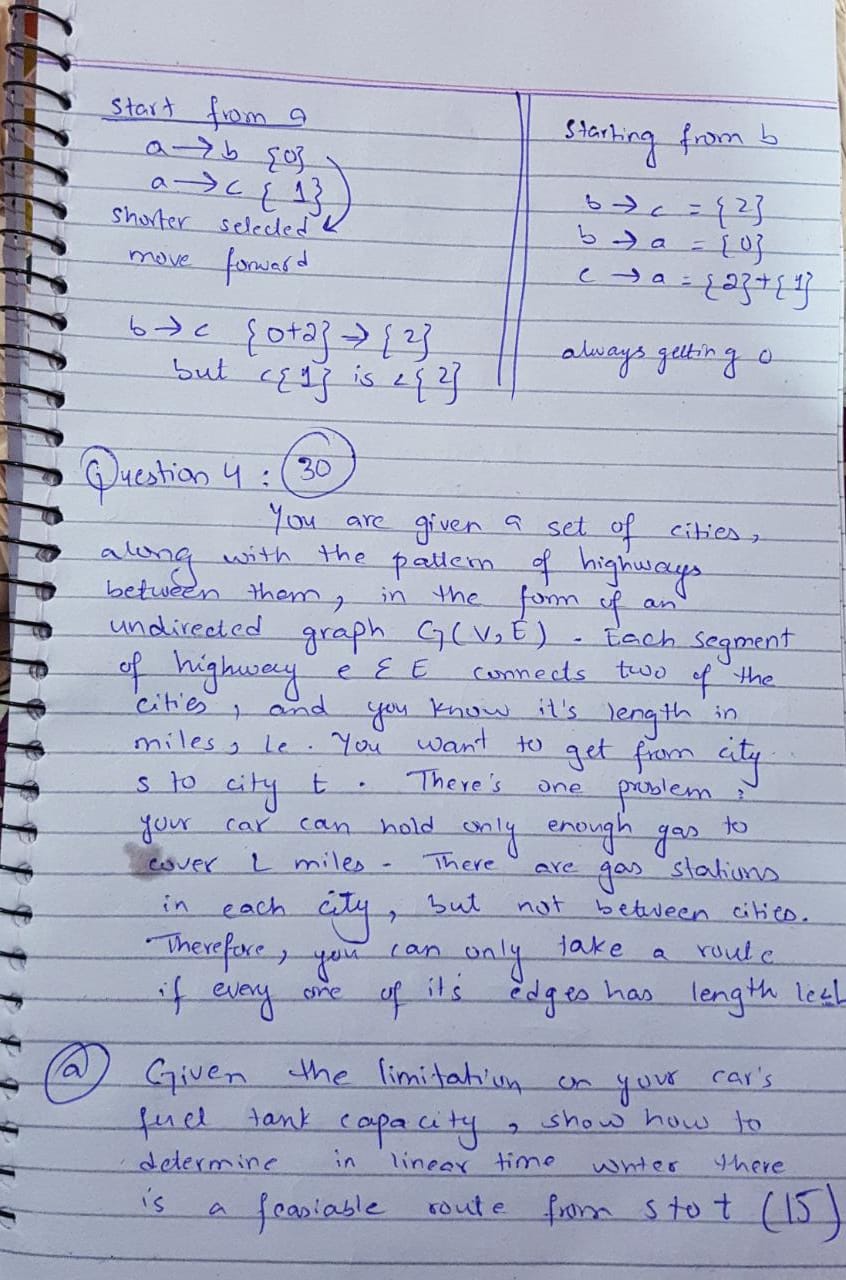 start from a
a → b {0}
a → c {1}
shorter selected
move forward
b → c {0+2} → {2}
but c{1} is < {2}
Starting from b
b → c = {2}
b → a = {0}
c → a = {2}+{1}
always getting 0
Question 4 : (30)
You are given a set of cities,
along with the pattern of highways
between them, in the form of an
undirected graph G(V,E). Each segment
of highway e ∈ E connects two of the
cities, and you know it's length in
miles, le. You want to get from city
s to city t. There's one problem:
your car can hold only enough gas to
cover L miles. There are gas stations
in each city, but not between cities.
Therefore, you can only take a route
if every one of its edges has length le≤L
(a) Given the limitation on your car's
fuel tank capacity, show how to
determine in linear time there
is a feasiable route from s to t (15)